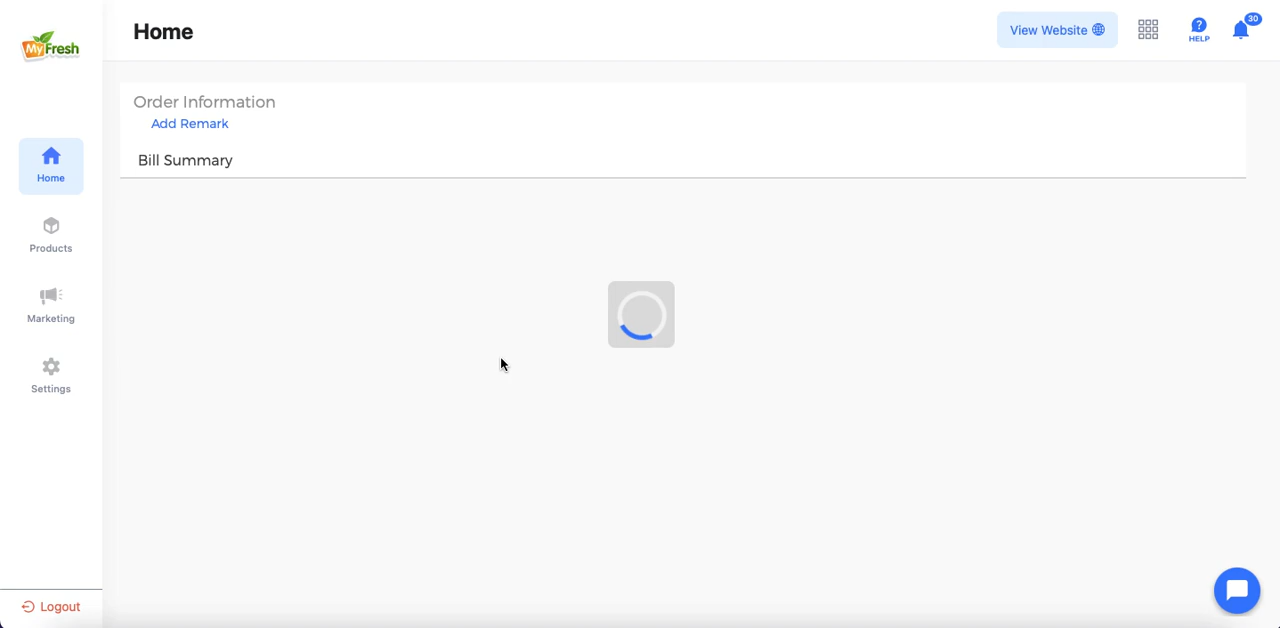 MyFresh
Home
View Website
HELP
30
Order Information
Add Remark
Bill Summary
Home
Products
Marketing
Settings
Logout